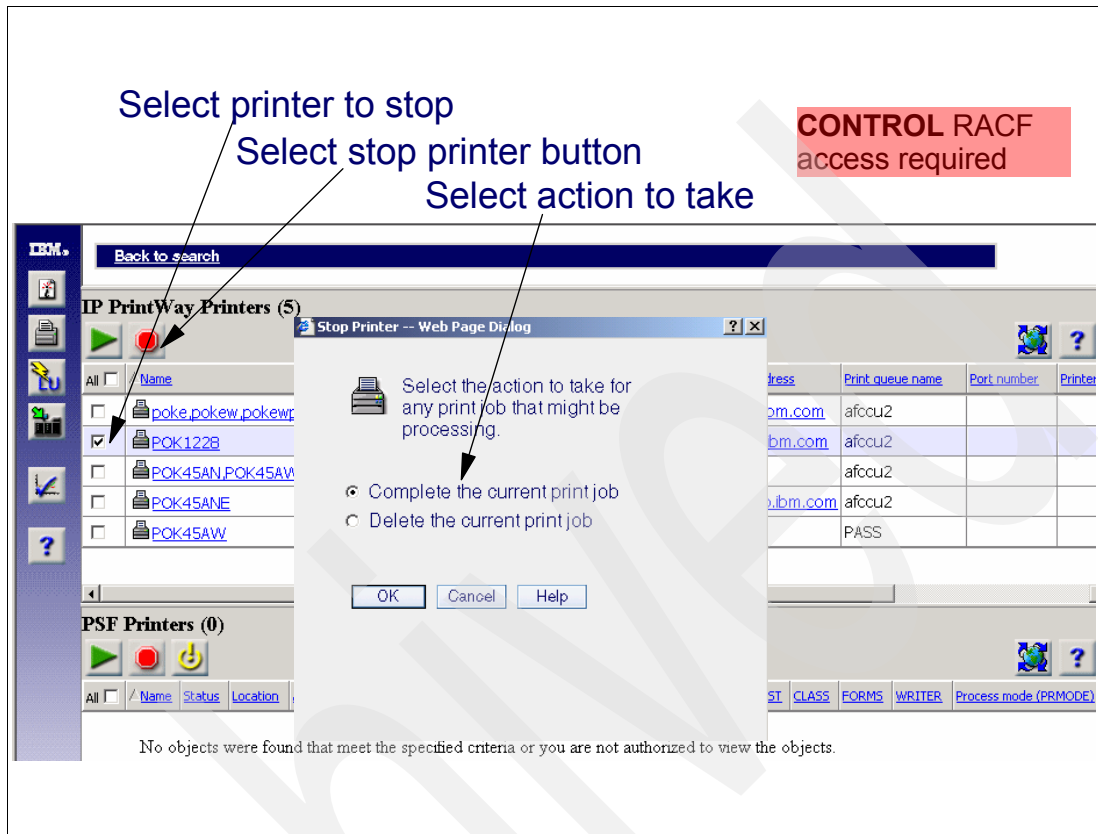 Select printer to stop
CONTROL RACF
access required
Select stop printer button
Select action to take
IBM
Back to search
IP PrintWay Printers (5)
Stop Printer -- Web Page Dialog
Select the action to take for
any print job that might be
processing.
Complete the current print job
Delete the current print job
OK Cancel Help
LU
?
?
All Name Print queue name Port number Printer
poke,pokew,pokewp om.com afccu2
POK1228 ibm.com afccu2
POK45AN,POK45AW afccu2
POK45ANE o.ibm.com afccu2
POK45AW PASS
PSF Printers (0)
?
All Name Status Location ST CLASS FORMS WRITER Process mode (PRMODE)
No objects were found that meet the specified criteria or you are not authorized to view the objects.